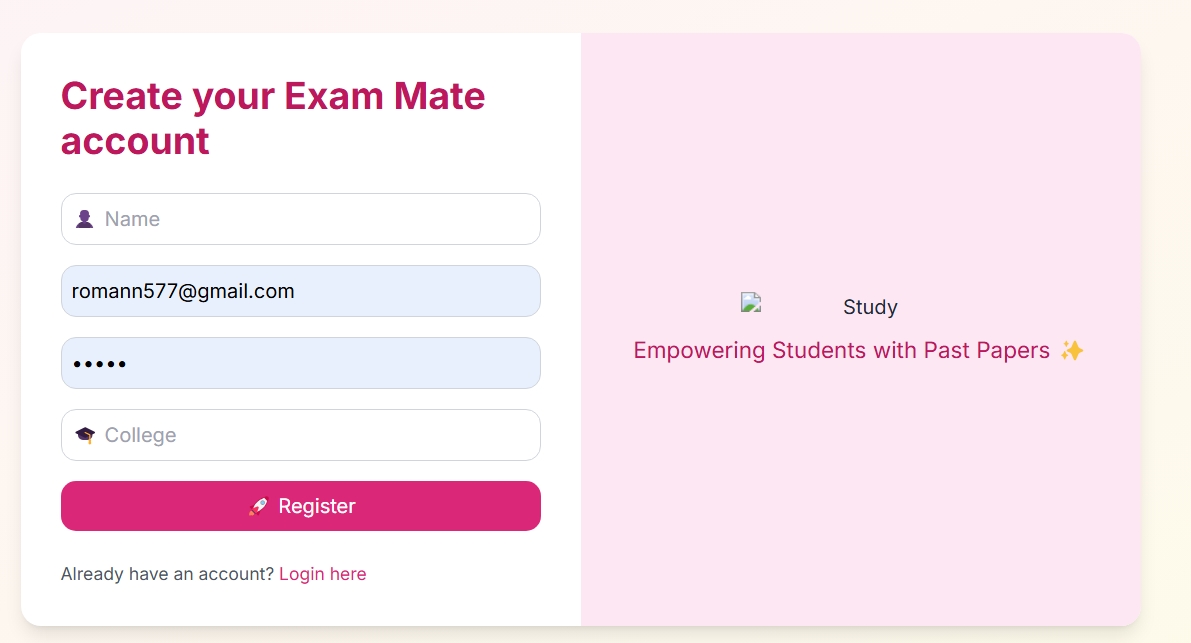 Create your Exam Mate
account
👤 Name
romann577@gmail.com
•••••
🎓 College
🚀 Register
Already have an account? Login here
Study
Empowering Students with Past Papers ✨